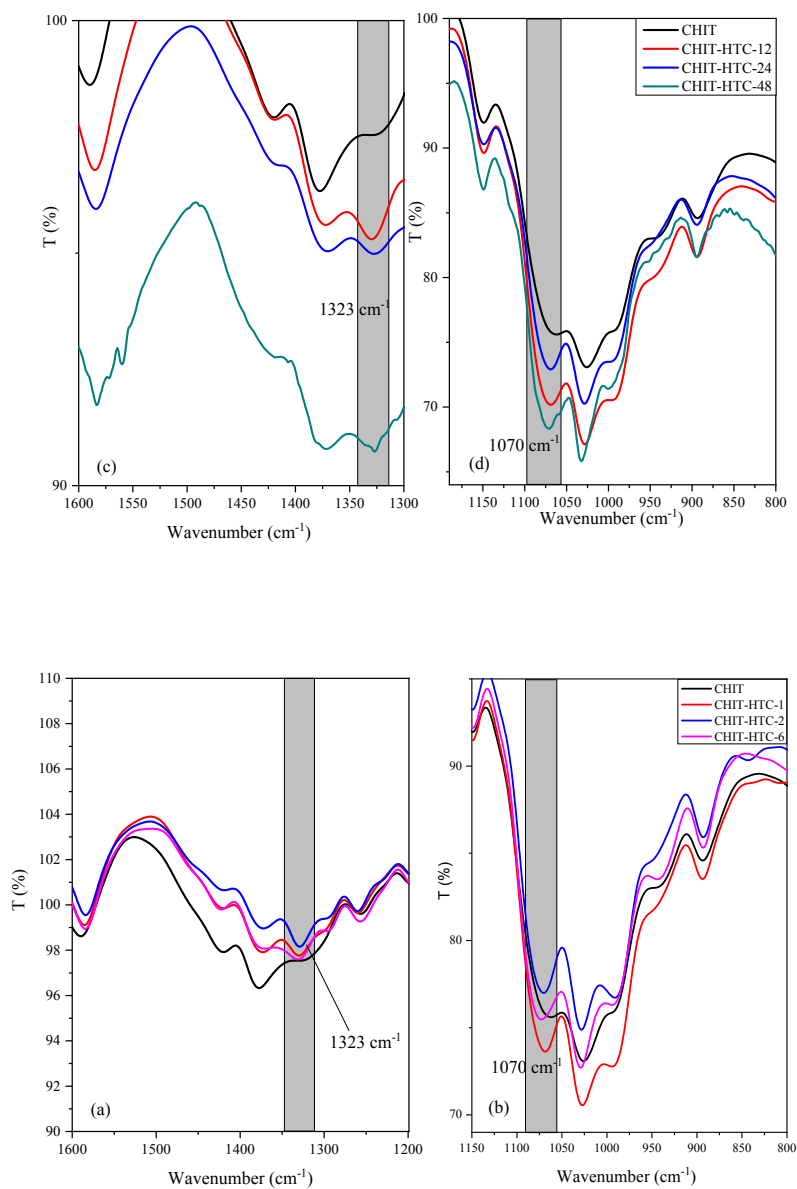 100
90
T (%)
1323 cm-1
(c)
1600 1550 1500 1450 1400 1350 1300
Wavenumber (cm-1)
100
90
80
70
T (%)
CHIT
CHIT-HTC-12
CHIT-HTC-24
CHIT-HTC-48
1070 cm-1
(d)
1150 1100 1050 1000 950 900 850 800
Wavenumber (cm-1)
110
108
106
104
102
100
98
96
94
92
90
T (%)
1323 cm-1
(a)
1600 1500 1400 1300 1200
Wavenumber (cm-1)
90
80
70
T (%)
CHIT
CHIT-HTC-1
CHIT-HTC-2
CHIT-HTC-6
1070 cm-1
(b)
1150 1100 1050 1000 950 900 850 800
Wavenumber (cm-1)